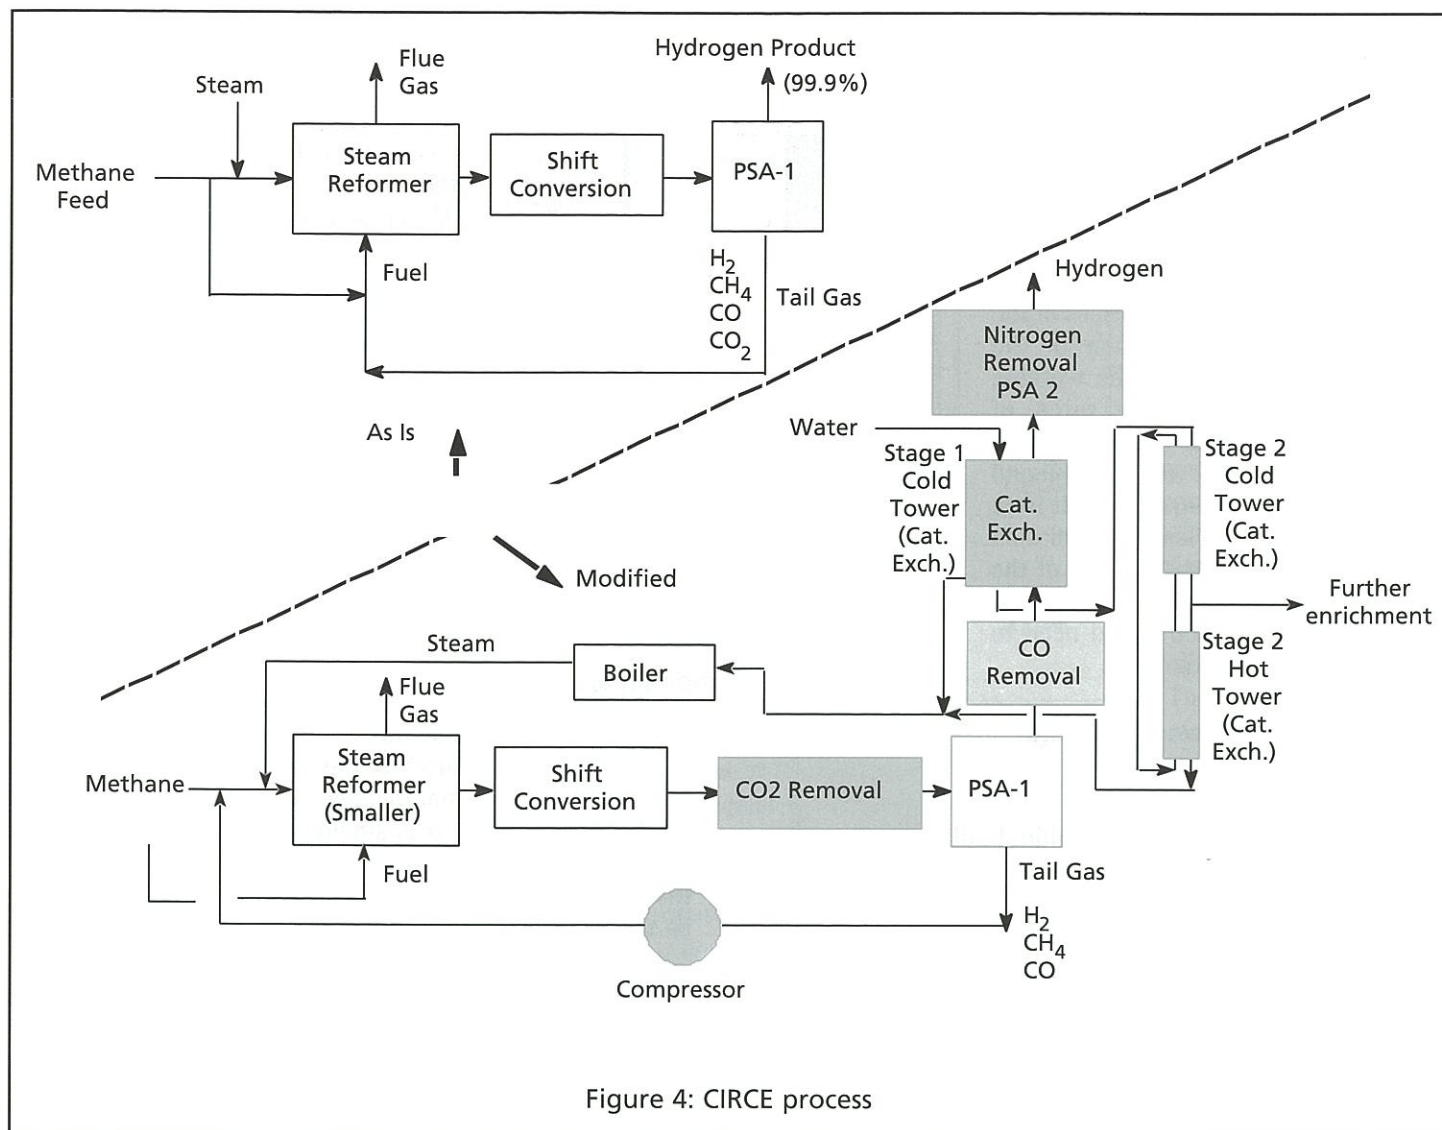 Hydrogen Product
(99.9%)
Flue
Gas
Steam
Methane
Feed
Steam
Reformer
Shift
Conversion
PSA-1
Fuel
H2
CH4
CO
CO2
Tail Gas
As Is
Modified
Hydrogen
Nitrogen
Removal
PSA 2
Water
Stage 1
Cold
Tower
(Cat.
Exch.)
Cat.
Exch.
Stage 2
Cold
Tower
(Cat.
Exch.)
Further
enrichment
Stage 2
Hot
Tower
(Cat.
Exch.)
CO
Removal
Steam
Boiler
Flue
Gas
Methane
Steam
Reformer
(Smaller)
Shift
Conversion
CO2 Removal
PSA-1
Fuel
Tail Gas
H2
CH4
CO
Compressor
Figure 4: CIRCE process